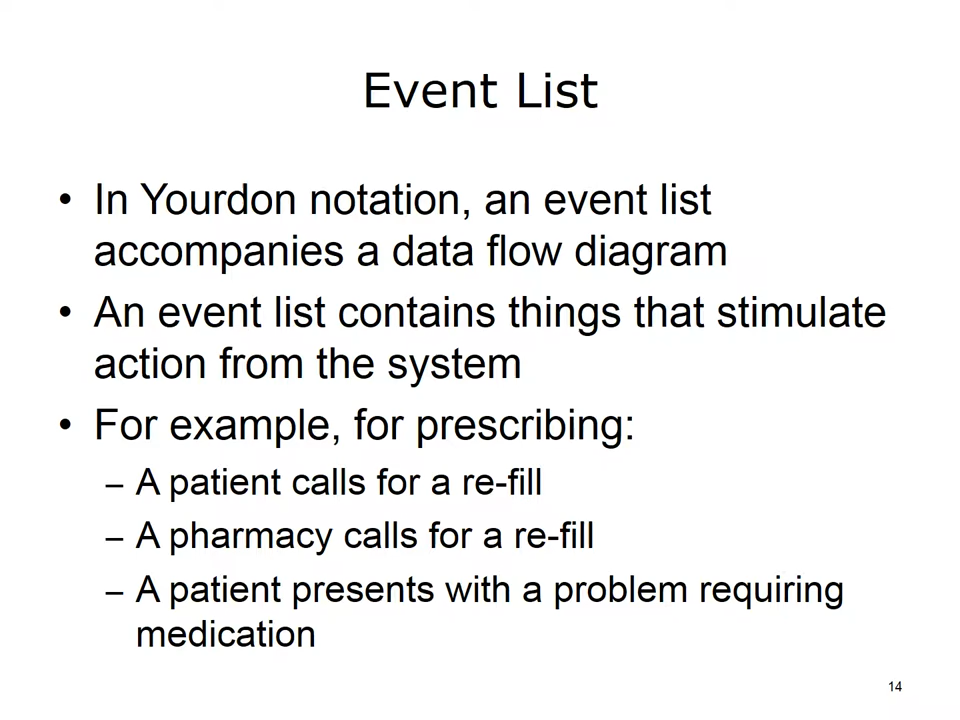 Event List
• In Yourdon notation, an event list
accompanies a data flow diagram
• An event list contains things that stimulate
action from the system
• For example, for prescribing:
– A patient calls for a re-fill
– A pharmacy calls for a re-fill
– A patient presents with a problem requiring
medication
14